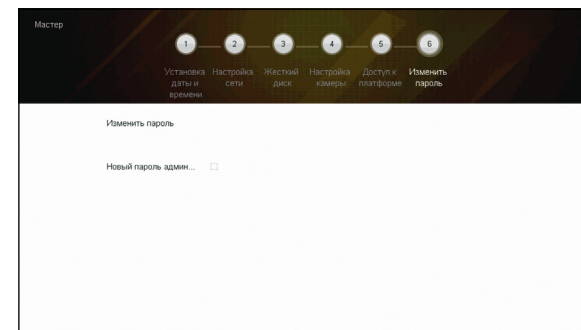 Мастер
1 2 3 4 5 6
Установка Настройка Жесткий Настройка Доступ к Изменить
даты и сети диск камеры платформе пароль
времени
Изменить пароль
Новый пароль админ...